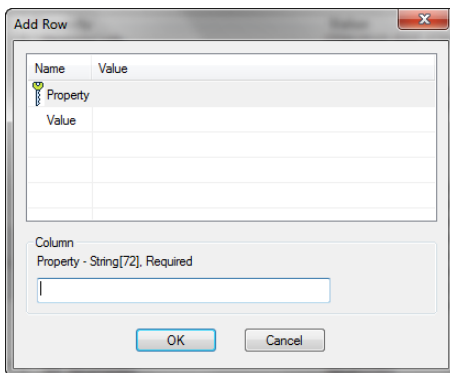 Add Row
Name Value
Property
Value
Column
Property - String[72], Required
OK Cancel